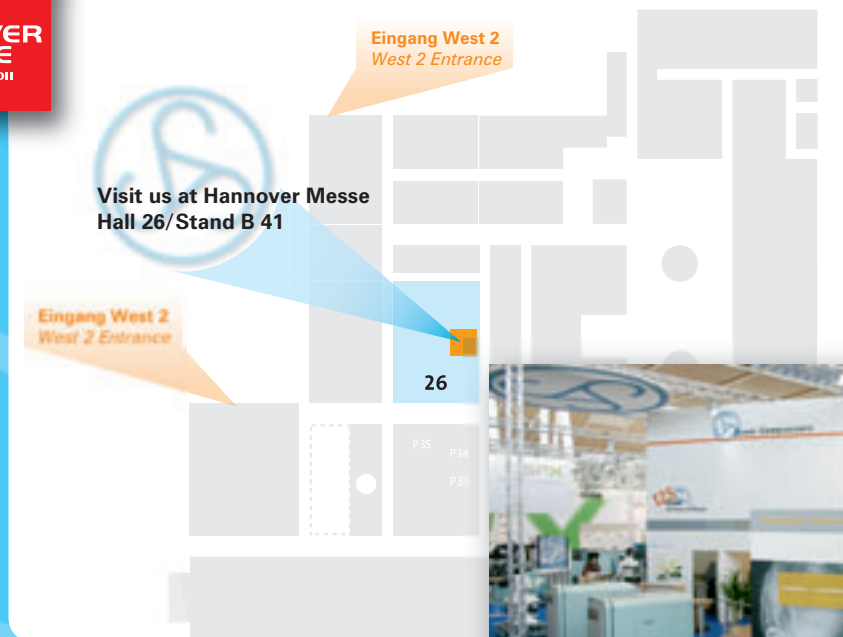 Eingang West 2
West 2 Entrance
Visit us at Hannover Messe
Hall 26/Stand B 41
Eingang West 2
West 2 Entrance
26
P35
P34
P33